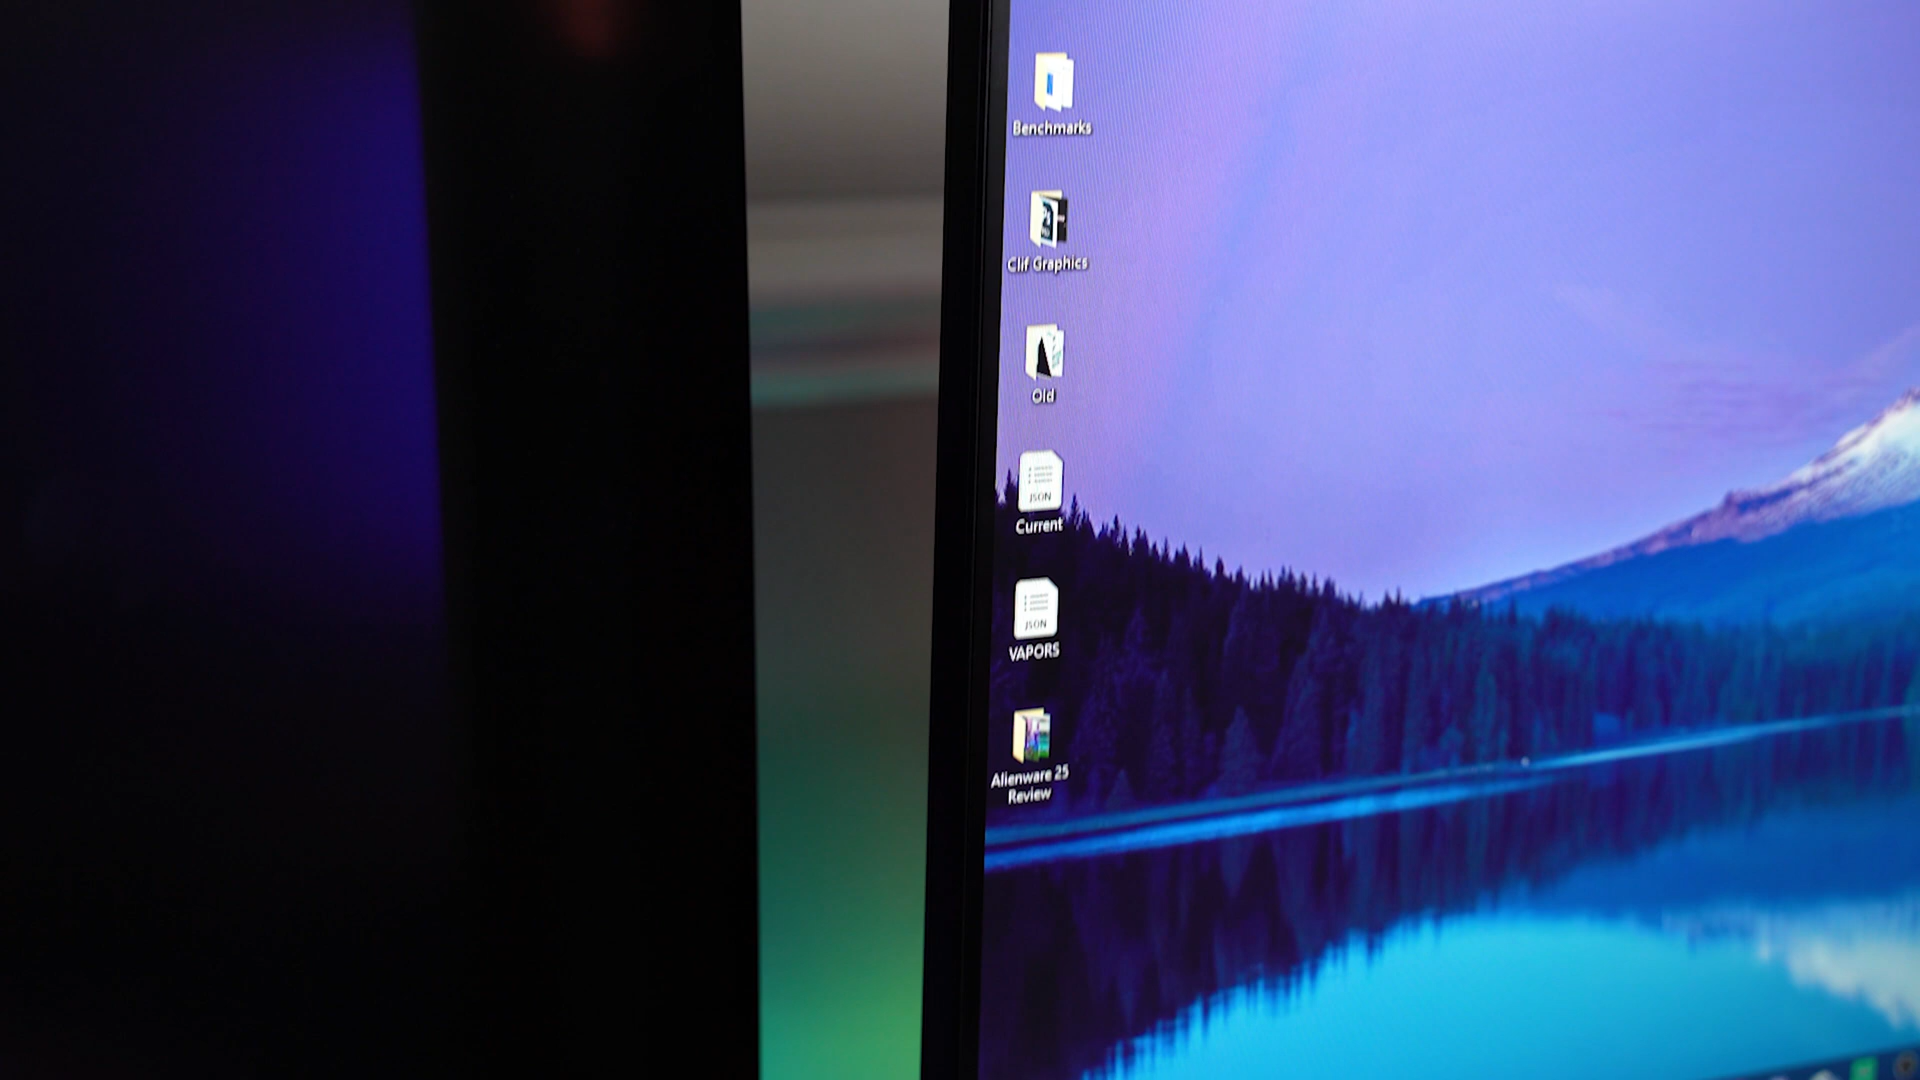 Benchmarks
Clif Graphics
Old
JSON
Current
JSON
VAPORS
Alienware 25
Review